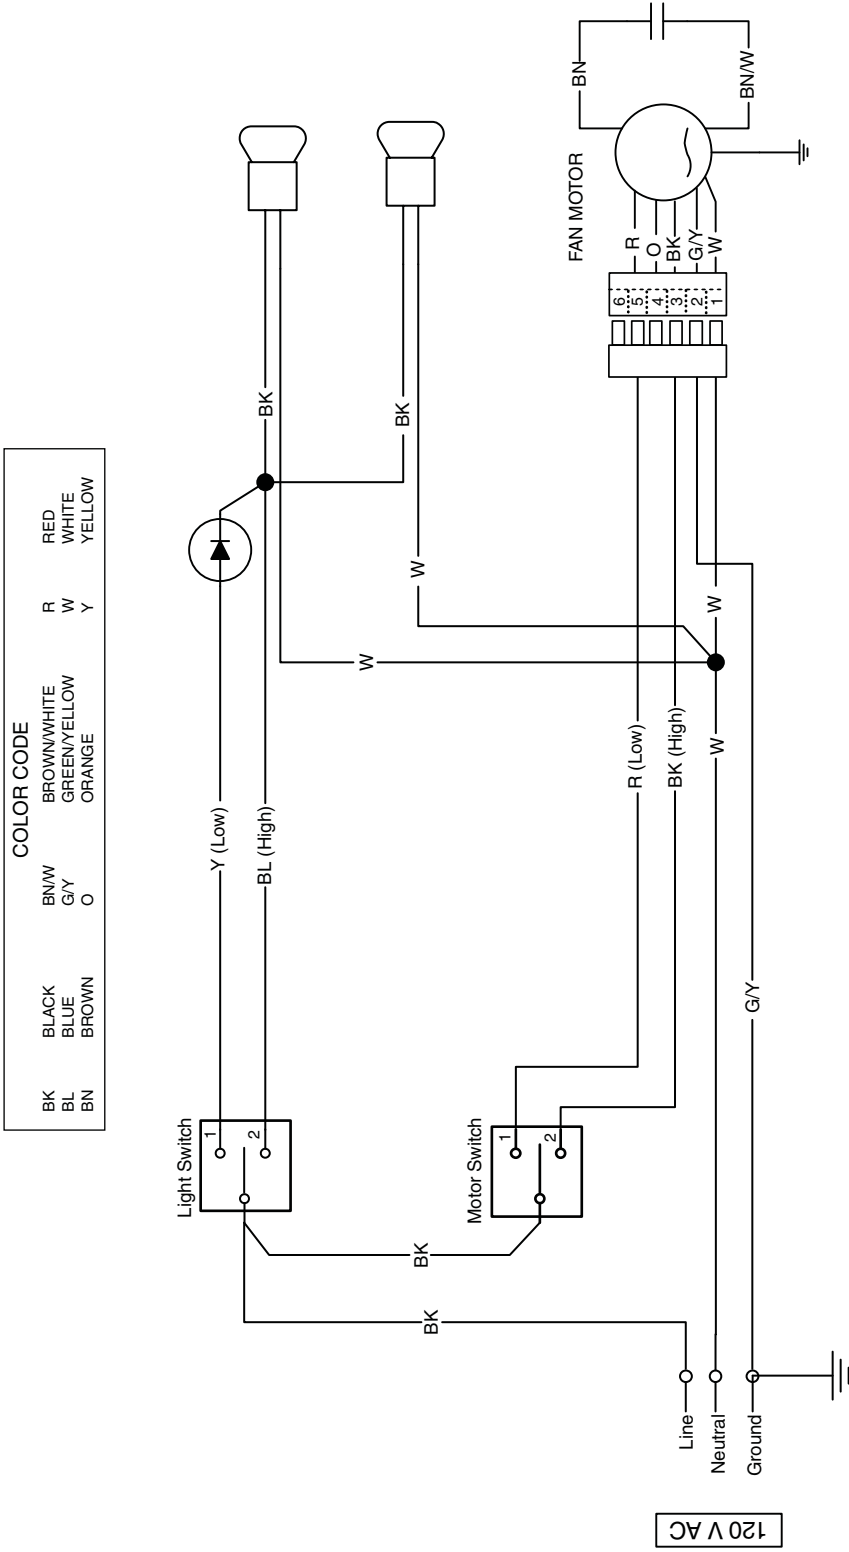 COLOR CODE
BK BLACK BN/W BROWN/WHITE R RED
BL BLUE G/Y GREEN/YELLOW W WHITE
BN BROWN O ORANGE Y YELLOW
Light Switch
1
2
Y (Low)
BL (High)
BK
BK
W
W
Motor Switch
1
2
BK
BK
R (Low)
BK (High)
W
W
G/Y
6
5
4
3
2
1
R
O
BK
G/Y
W
FAN MOTOR
BN
BN/W
Line
Neutral
Ground
120 V AC